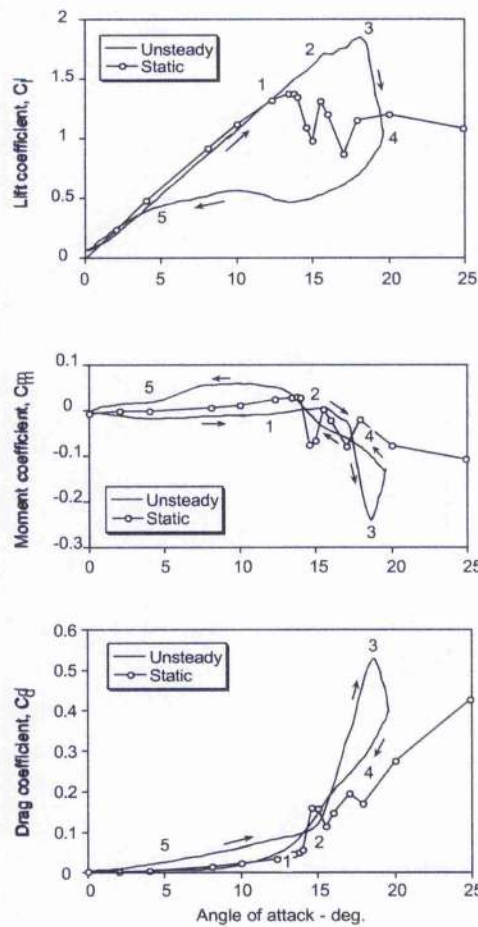 Lift coefficient, Cl
2
1.5
1
0.5
0
Unsteady
Static
1
2
3
4
5
0 5 10 15 20 25
Moment coefficient, Cm
0.1
0
-0.1
-0.2
-0.3
5
1
2
4
3
Unsteady
Static
0 5 10 15 20 25
Drag coefficient, Cd
0.6
0.5
0.4
0.3
0.2
0.1
0
Unsteady
Static
3
4
5
1
2
0 5 10 15 20 25
Angle of attack - deg.